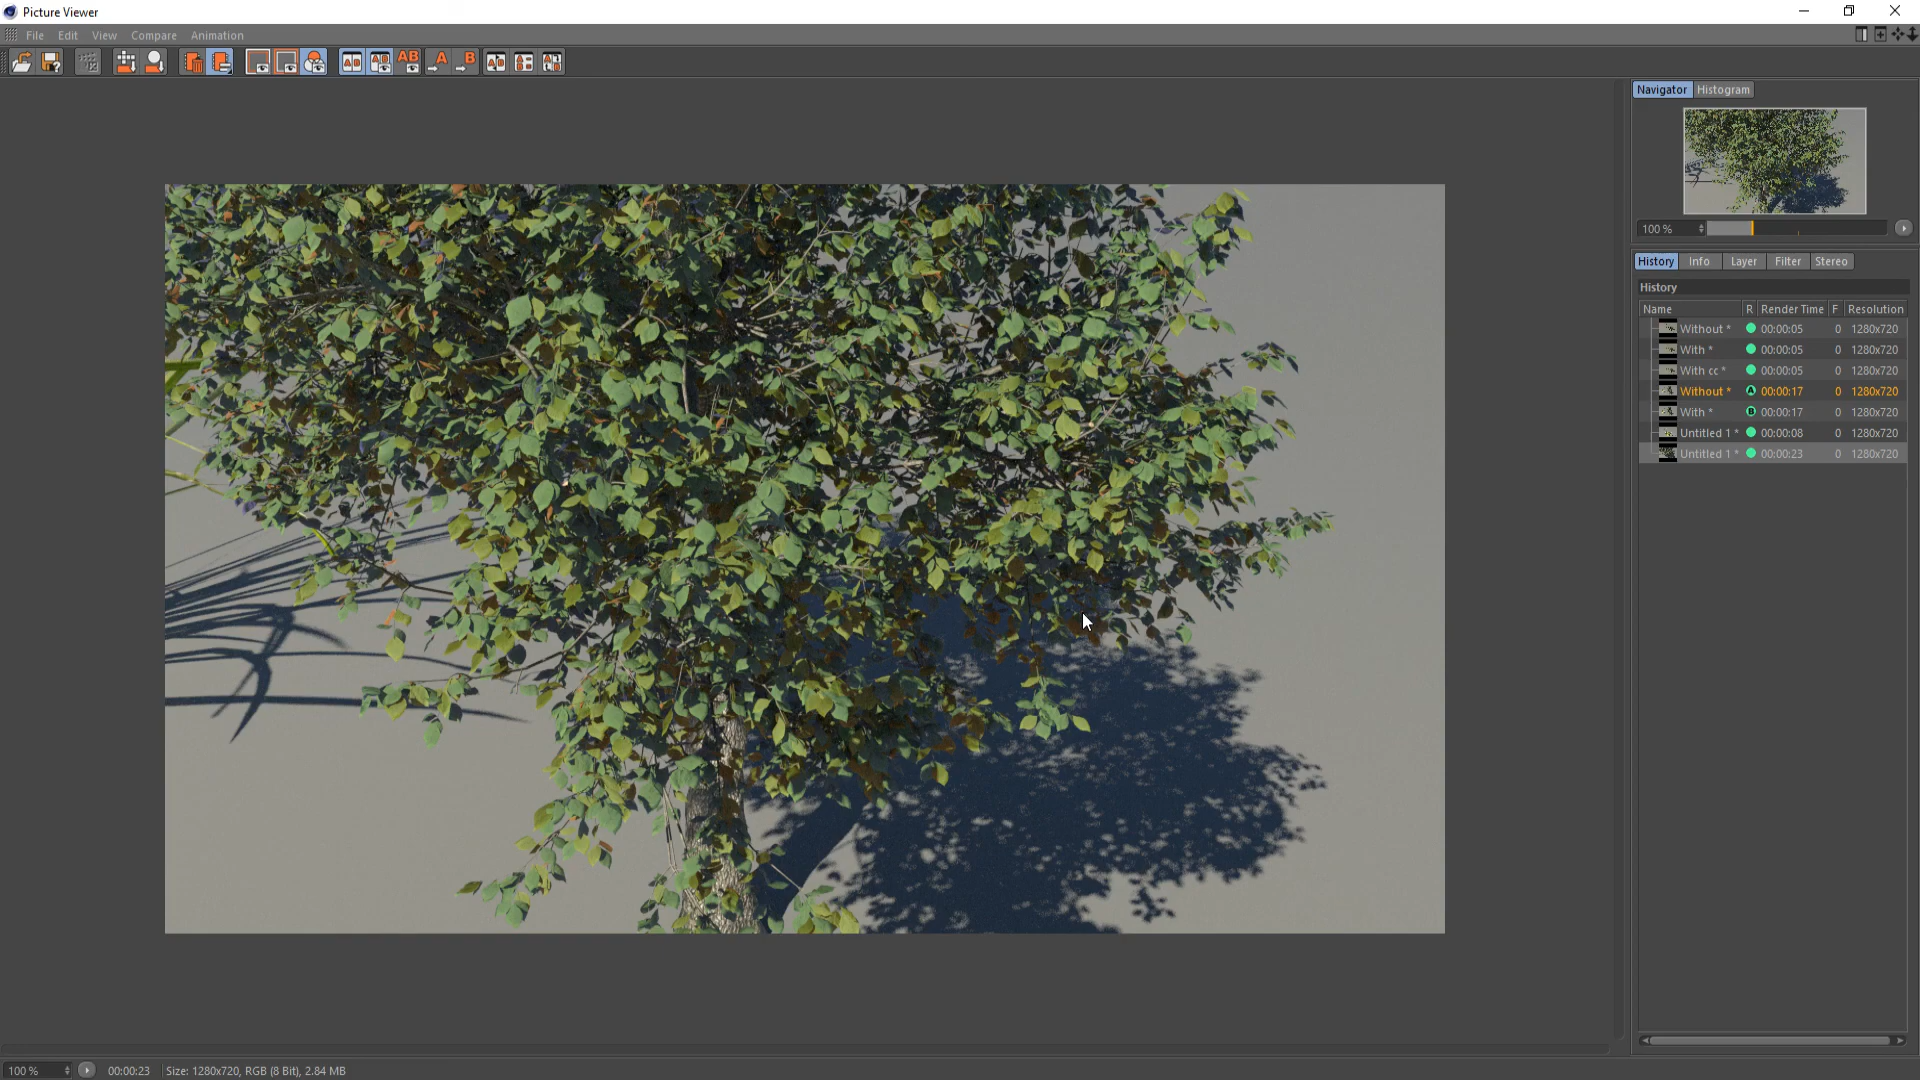 Picture Viewer
File Edit View Compare Animation
AB A B
Navigator Histogram
100 %
History Info Layer Filter Stereo
History
Name R Render Time F Resolution
Without * 00:00:05 0 1280x720
With * 00:00:05 0 1280x720
With cc * 00:00:05 0 1280x720
Without * A 00:00:17 0 1280x720
With * B 00:00:17 0 1280x720
Untitled 1 * 00:00:08 0 1280x720
Untitled 1 * 00:00:23 0 1280x720
100 % 00:00:23 Size: 1280x720, RGB (8 Bit), 2.84 MB